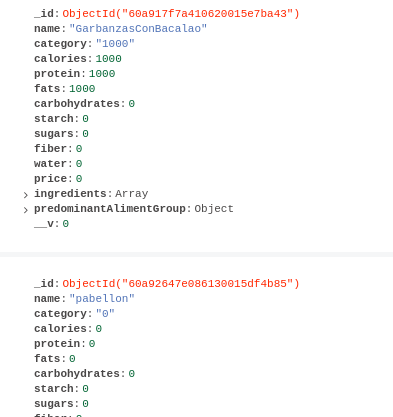 _id: ObjectId("60a917f7a410620015e7ba43")
name: "GarbanzasConBacalao"
category: "1000"
calories: 1000
protein: 1000
fats: 1000
carbohydrates: 0
starch: 0
sugars: 0
fiber: 0
water: 0
price: 0
ingredients: Array
predominantAlimentGroup: Object
__v: 0
_id: ObjectId("60a92647e086130015df4b85")
name: "pabellon"
category: "0"
calories: 0
protein: 0
fats: 0
carbohydrates: 0
starch: 0
sugars: 0
fiber: 0